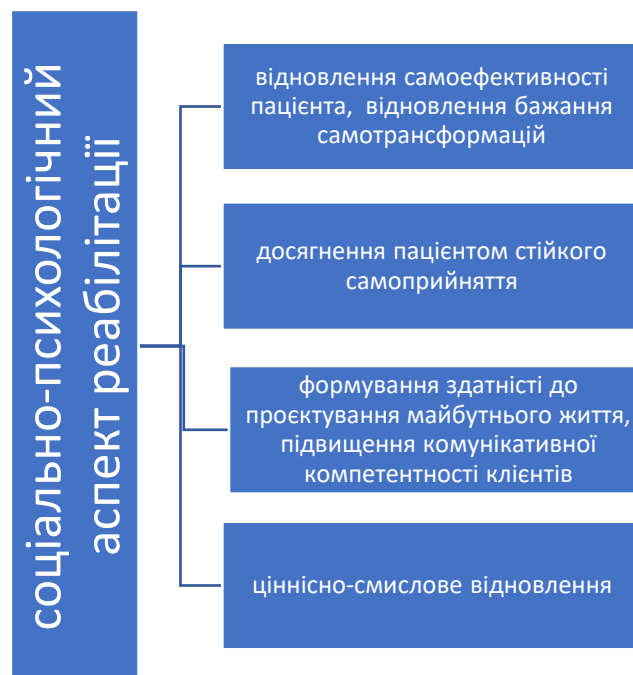 соціально-психологічний
аспект реабілітації
відновлення самоефективності
пацієнта, відновлення бажання
самотрансформацій
досягнення пацієнтом стійкого
самоприйняття
формування здатністі до
проєктування майбутнього життя,
підвищення комунікативної
компетентності клієнтів
ціннісно-смислове відновлення